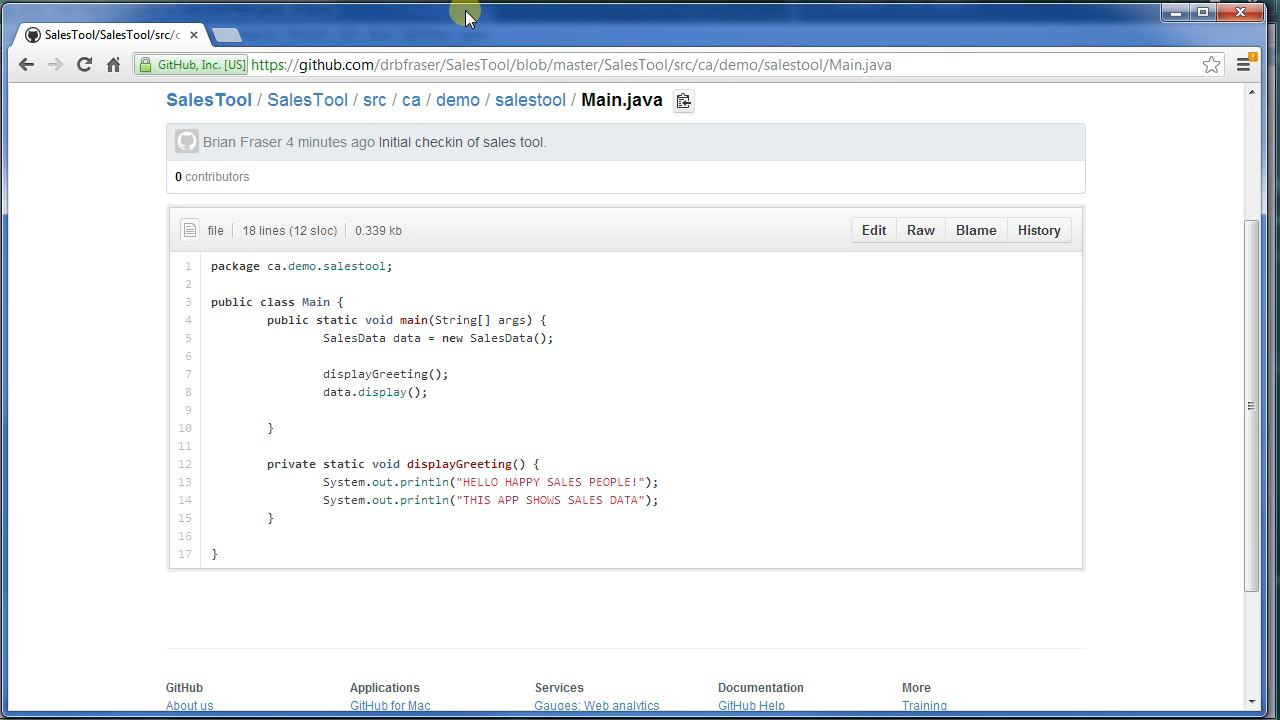 SalesTool/SalesTool/src/c
GitHub, Inc. [US] https://github.com/drbfraser/SalesTool/blob/master/SalesTool/src/ca/demo/salestool/Main.java
SalesTool / SalesTool / src / ca / demo / salestool / Main.java
Brian Fraser 4 minutes ago Initial checkin of sales tool.
0 contributors
file 18 lines (12 sloc) 0.339 kb Edit Raw Blame History
1 package ca.demo.salestool;
2
3 public class Main {
4 public static void main(String[] args) {
5 SalesData data = new SalesData();
6
7 displayGreeting();
8 data.display();
9
10 }
11
12 private static void displayGreeting() {
13 System.out.println("HELLO HAPPY SALES PEOPLE!");
14 System.out.println("THIS APP SHOWS SALES DATA");
15 }
16
17 }
GitHub Applications Services Documentation More
About us GitHub for Mac Gauges: Web analytics GitHub Help Training